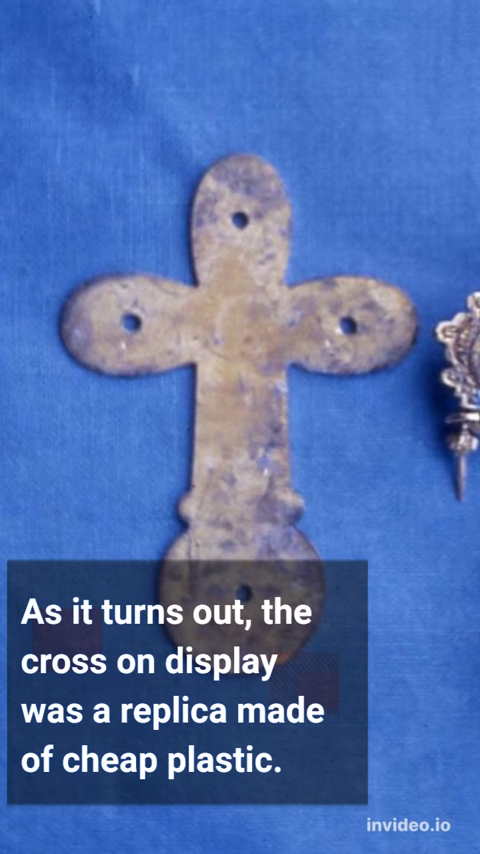 As it turns out, the
cross on display
was a replica made
of cheap plastic.
invideo.io